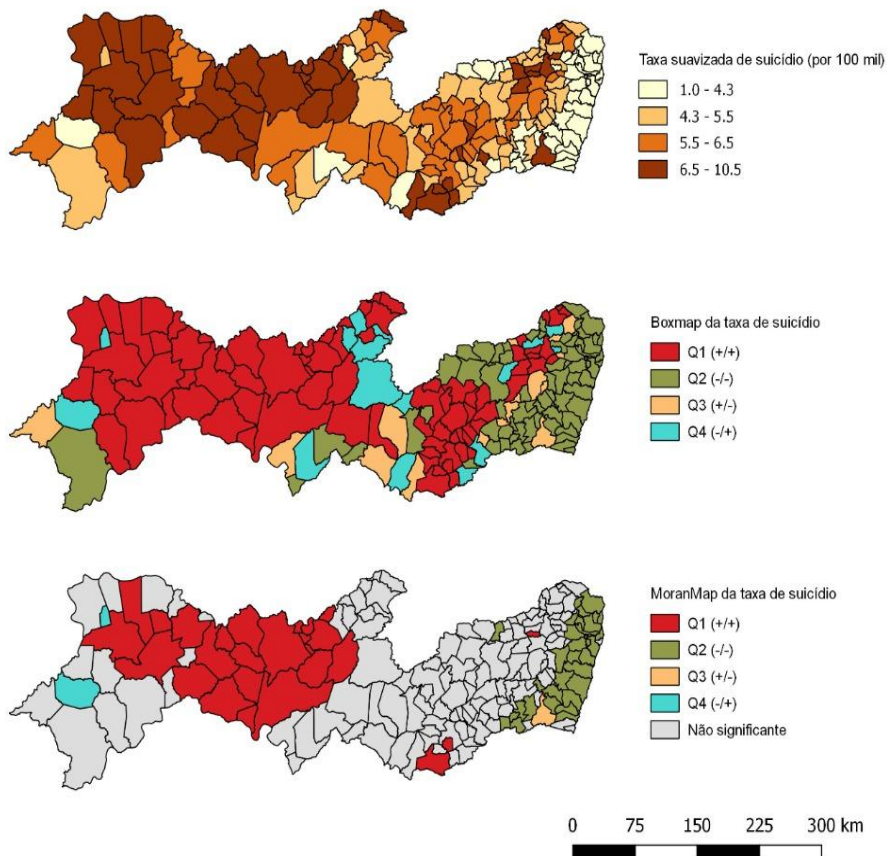 Taxa suavizada de suicídio (por 100 mil)
1.0 - 4.3
4.3 - 5.5
5.5 - 6.5
6.5 - 10.5
Boxmap da taxa de suicídio
Q1 (+/+)
Q2 (-/-)
Q3 (+/-)
Q4 (-/+)
MoranMap da taxa de suicídio
Q1 (+/+)
Q2 (-/-)
Q3 (+/-)
Q4 (-/+)
Não significante
0 75 150 225 300 km